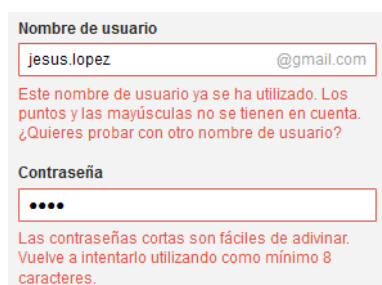 Nombre de usuario
jesus.lopez @gmail.com
Este nombre de usuario ya se ha utilizado. Los
puntos y las mayúsculas no se tienen en cuenta.
¿Quieres probar con otro nombre de usuario?
Contraseña
••••
Las contraseñas cortas son fáciles de adivinar.
Vuelve a intentarlo utilizando como mínimo 8
caracteres.